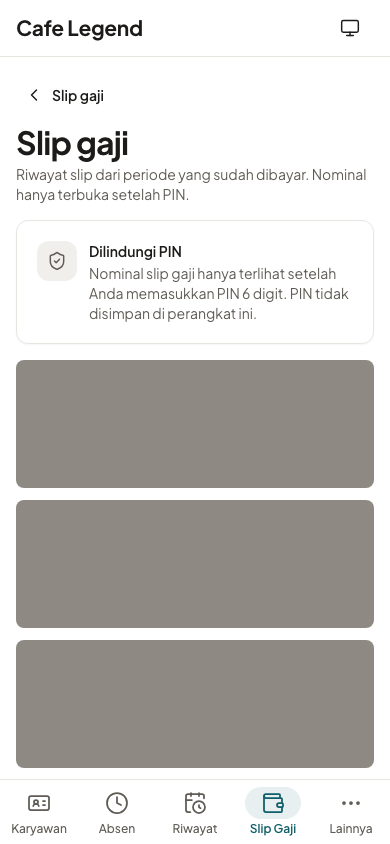 Cafe Legend
Slip gaji
Slip gaji
Riwayat slip dari periode yang sudah dibayar. Nominal
hanya terbuka setelah PIN.
Dilindungi PIN
Nominal slip gaji hanya terlihat setelah
Anda memasukkan PIN 6 digit. PIN tidak
disimpan di perangkat ini.
Karyawan
Absen
Riwayat
Slip Gaji
Lainnya